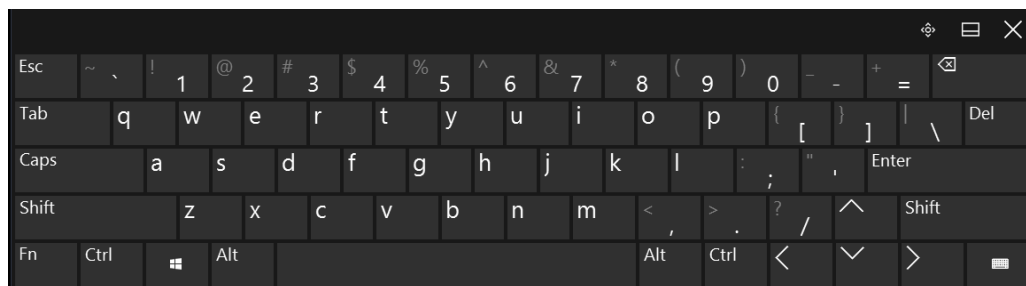 Esc ~ ` ! 1 @ 2 # 3 $ 4 % 5 ^ 6 & 7 * 8 ( 9 ) 0 _ - + =
Tab q w e r t y u i o p { [ } ] | \ Del
Caps a s d f g h j k l : ; " ' Enter
Shift z x c v b n m < , > . ? / Shift
Fn Ctrl Alt Alt Ctrl